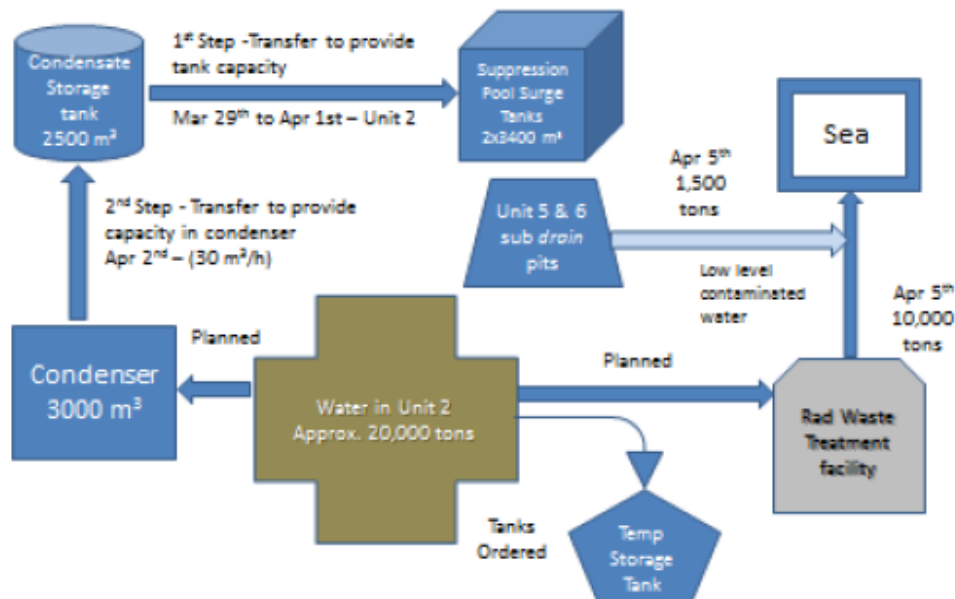 Condensate
Storage
tank
2500 m³
1st Step -Transfer to provide
tank capacity
Mar 29th to Apr 1st – Unit 2
Suppression
Pool Surge
Tanks
2x3400 m³
Sea
2nd Step - Transfer to provide
capacity in condenser
Apr 2nd – (30 m³/h)
Unit 5 & 6
sub drain
pits
Apr 5th
1,500
tons
Low level
contaminated
water
Apr 5th
10,000
tons
Condenser
3000 m³
Planned
Water in Unit 2
Approx. 20,000 tons
Planned
Rad Waste
Treatment
facility
Tanks
Ordered
Temp
Storage
Tank